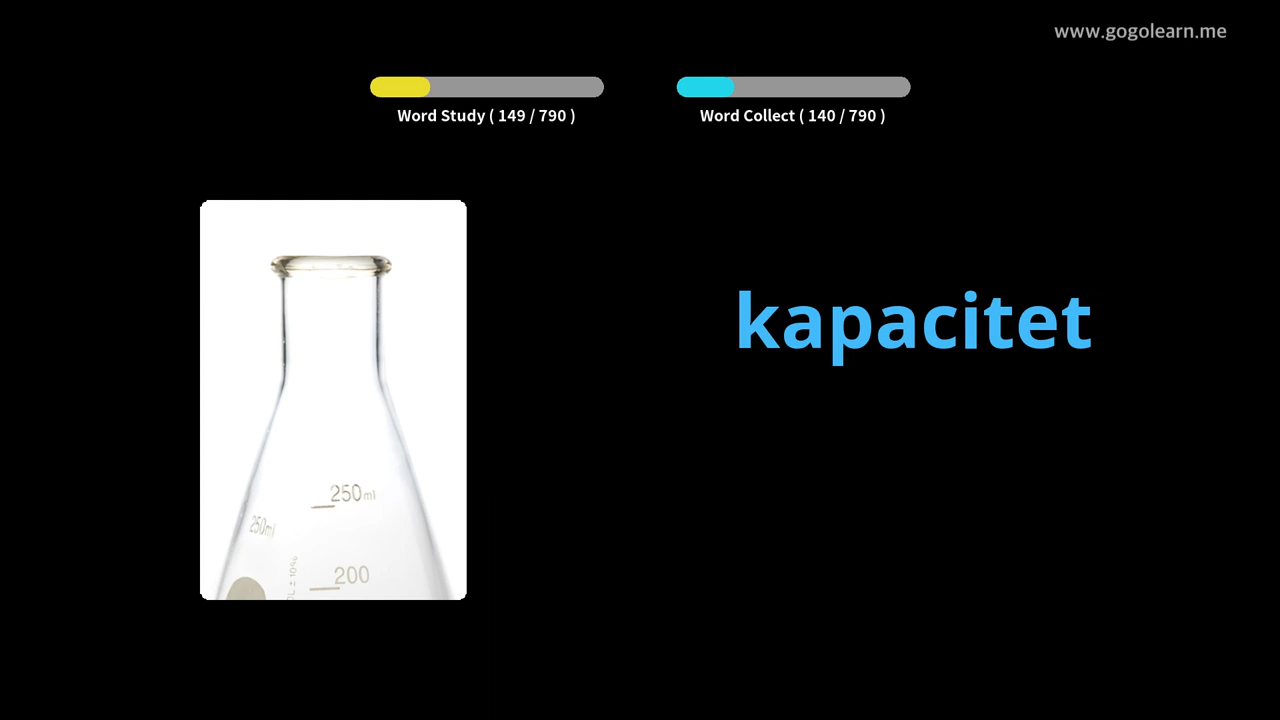 www.gogolearn.me
Word Study ( 149 / 790 )
Word Collect ( 140 / 790 )
kapacitet
250ml
250ml
200